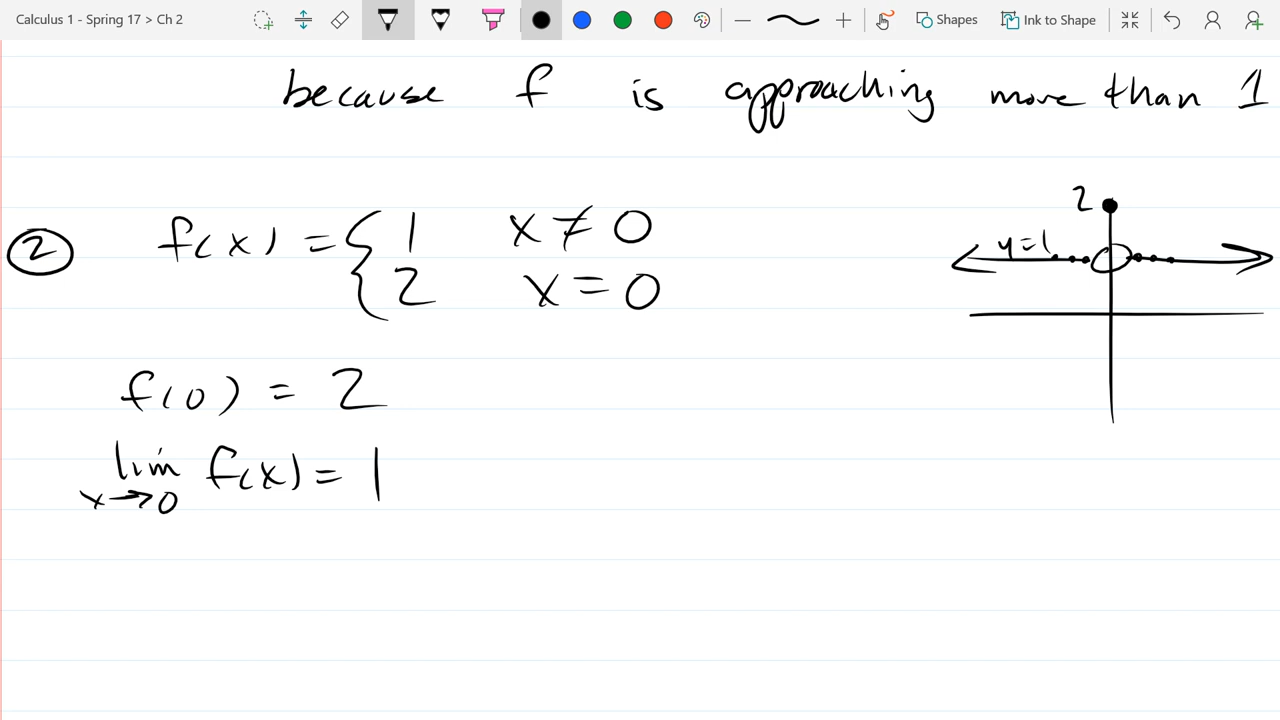 Calculus 1 - Spring 17 > Ch 2
Shapes
Ink to Shape
because f is approaching more than 1
2
② f(x) = { 1 x ≠ 0
2 x = 0
y=1
f(0) = 2
lim f(x) = 1
x→0